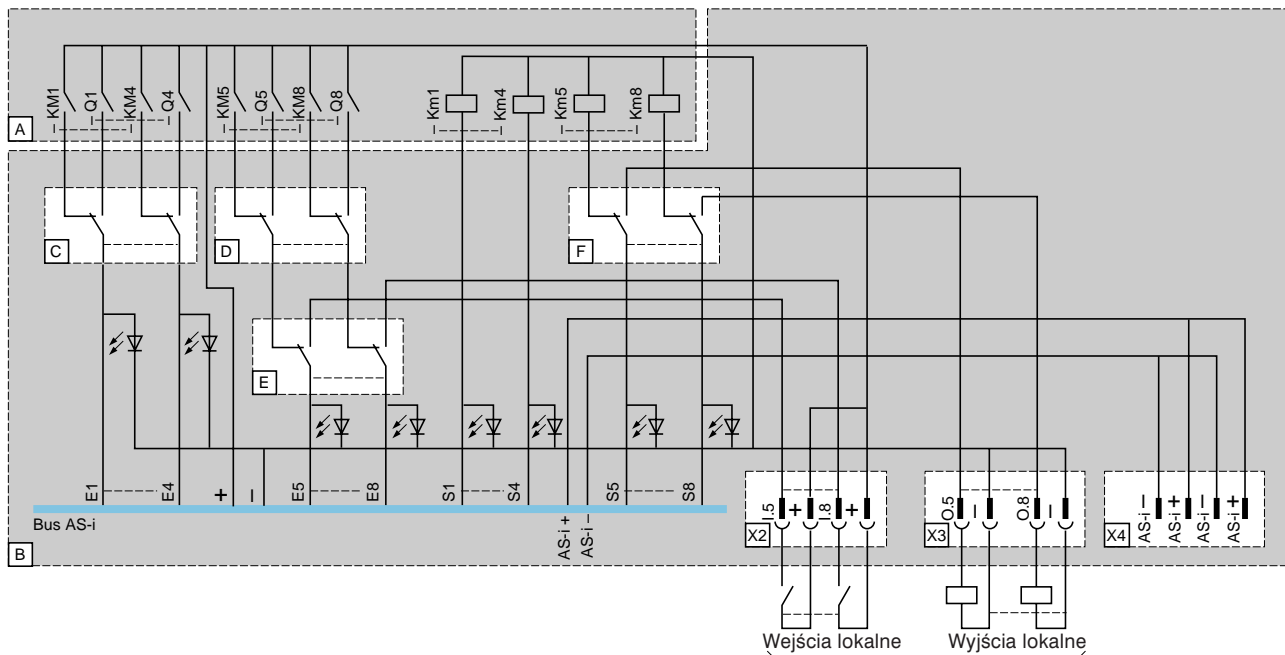 KM1 Q1 KM4 Q4 KM5 Q5 KM8 Q8 Km1 Km4 Km5 Km8
A
C D F
E
E1 E4 + – E5 E8 S1 S4 S5 S8
Bus AS-i
AS-i + AS-i –
B
I.5 + I.8 +
X2
O.5 – O.8 –
X3
AS-i – AS-i + AS-i – AS-i +
X4
Wejścia lokalne Wyjścia lokalne